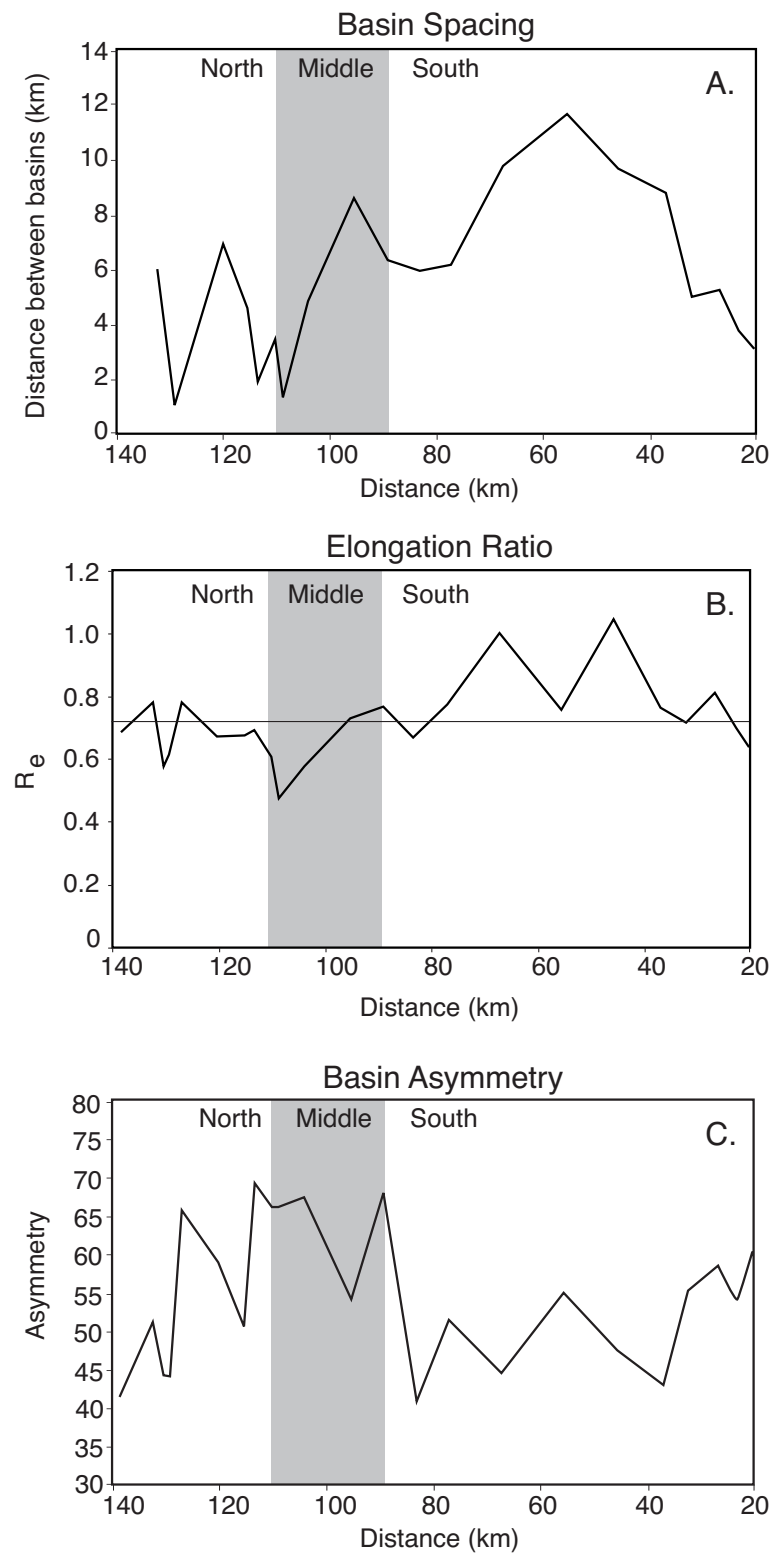 Basin Spacing
North Middle South
A.
14
12
10
8
6
4
2
0
Distance between basins (km)
140 120 100 80 60 40 20
Distance (km)
Elongation Ratio
North Middle South
B.
1.2
1.0
0.8
0.6
0.4
0.2
0
Re
140 120 100 80 60 40 20
Distance (km)
Basin Asymmetry
North Middle South
C.
80
75
70
65
60
55
50
45
40
35
30
Asymmetry
140 120 100 80 60 40 20
Distance (km)